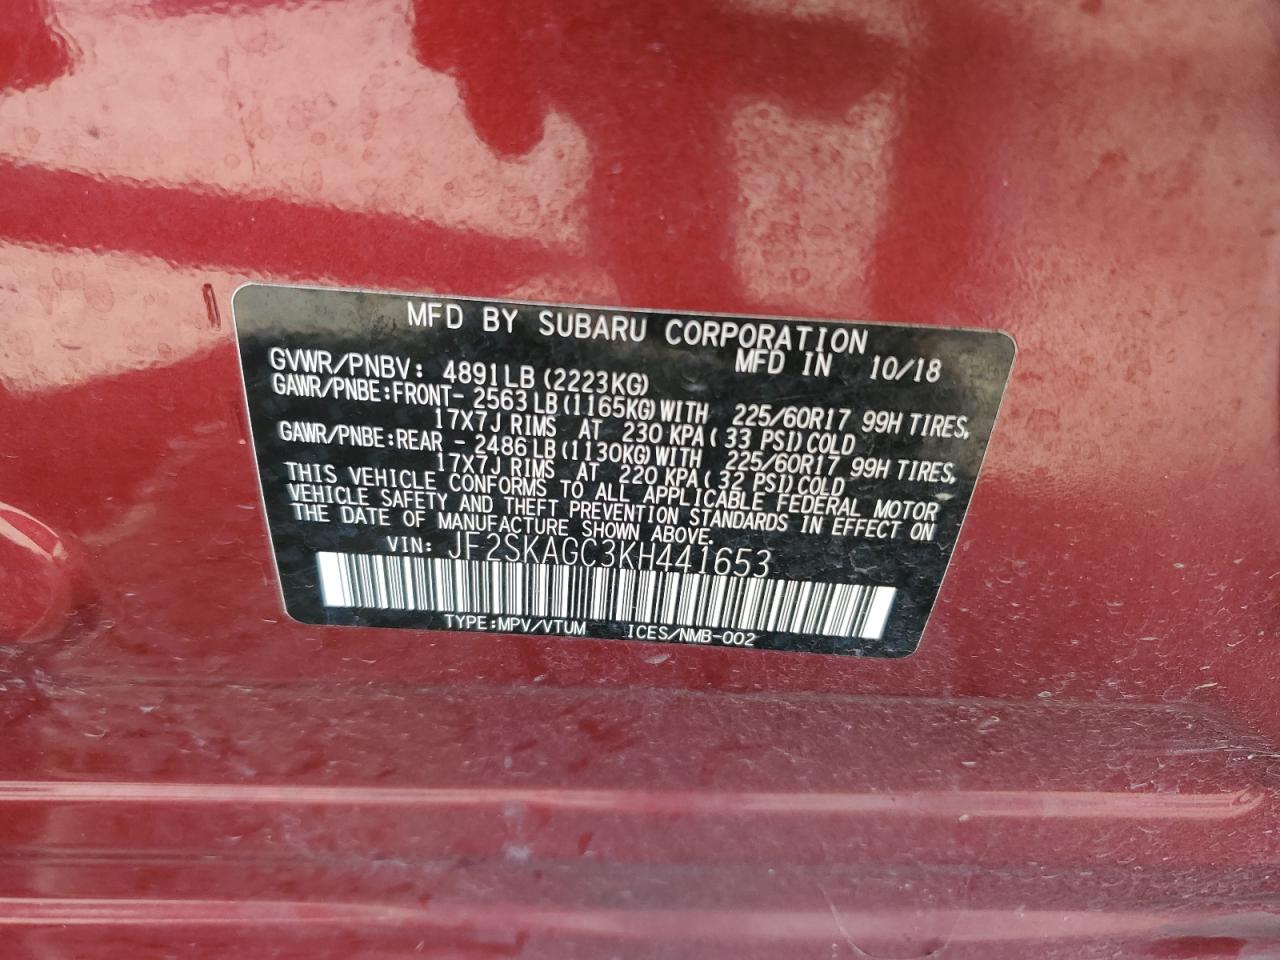 MFD BY SUBARU CORPORATION
MFD IN 10/18
GVWR/PNBV: 4891LB(2223KG)
GAWR/PNBE:FRONT- 2563LB(1165KG)WITH 225/60R17 99H TIRES,
17X7J RIMS AT 230 KPA(33 PSI)COLD
GAWR/PNBE:REAR - 2486LB(1130KG)WITH 225/60R17 99H TIRES,
17X7J RIMS AT 220 KPA(32 PSI)COLD
THIS VEHICLE CONFORMS TO ALL APPLICABLE FEDERAL MOTOR
VEHICLE SAFETY AND THEFT PREVENTION STANDARDS IN EFFECT ON
THE DATE OF MANUFACTURE SHOWN ABOVE.
VIN: JF2SKAGC3KH441653
TYPE:MPV/VTUM ICES/NMB-002